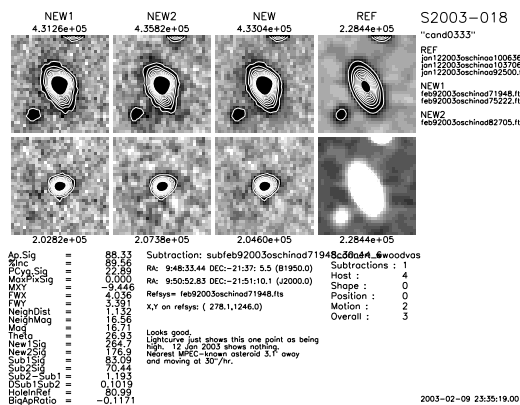 NEW1 NEW2 NEW REF S2003-018
4.3126e+05 4.3582e+05 4.3304e+05 2.2844e+05
"cand0333"
REF
jan122003oschinaa100636
jan122003oschinaa103706
jan122003oschinaa92500.
NEW1
feb92003oschinad71948.ft
feb92003oschinad75222.ft
NEW2
feb92003oschinad82705.ft
2.0282e+05 2.0738e+05 2.0460e+05 2.2844e+05
Ap.Sig = 88.33
%Inc = 89.56
PCyg.Sig = 22.89
MaxPixSig = 0.000
MXY = -9.446
FWX = 4.036
FWY = 3.391
NeighDist = 1.132
NeighMag = 16.56
Mag = 16.71
Theta = 26.93
New1Sig = 264.7
New2Sig = 176.9
Sub1Sig = 83.09
Sub2Sig = 70.44
Sub2-Sub1 = 1.193
DSub1Sub2 = 0.1019
HoleInRef = 80.99
BigApRatio = -0.1171
Subtraction: subfeb92003oschinad71948
RA: 9:48:33.44 DEC:-21:37: 5.5 (B1950.0)
RA: 9:50:52.83 DEC:-21:51:10.1 (J2000.0)
Refsys= feb92003oschinad71948.fts
X,Y on refsys: ( 278.1,1246.0)
Looks good.
Lightcurve just shows this one point as being
high. 12 Jan 2003 shows nothing.
Nearest MPEC-known asteroid 3.1' away
and moving at 30"/hr.
Subtractions : 1
Host : 4
Shape : 0
Position : 0
Motion : 2
Overall : 3
2003-02-09 23:35:19.00